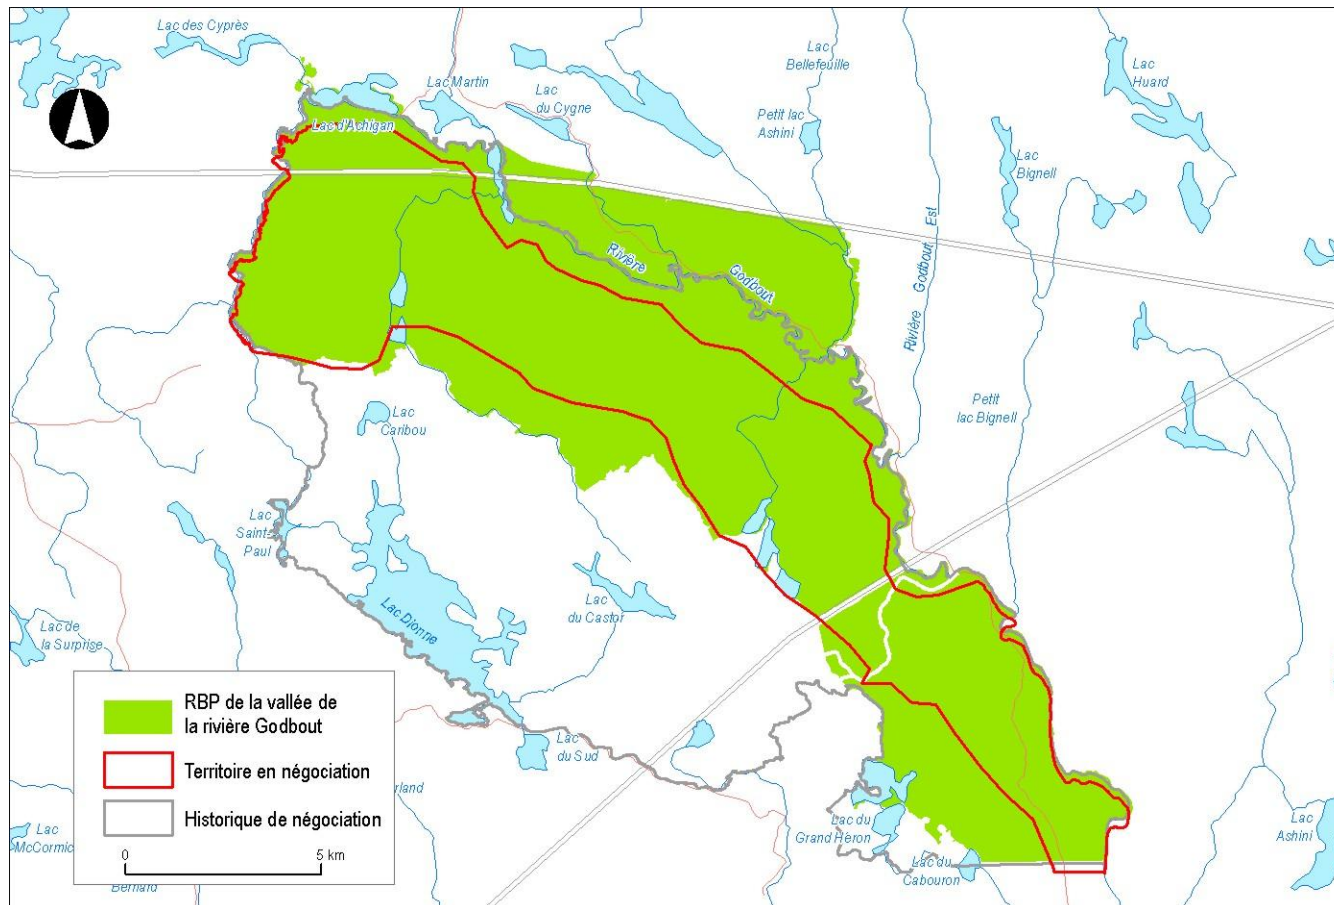 Lac des Cyprès
Lac Martin
Lac
du Cygne
Lac
Bellefeuille
Petit lac
Ashini
Lac
Huard
Lac
Bignell
Lac d'Achigan
Rivière
Godbout
Rivière Godbout Est
Petit
lac Bignell
Lac
Caribou
Lac
Saint-
Paul
Lac Dionne
Lac
du Castor
Lac de
la Surprise
Lac
du Sud
Lac du
Grand Héron
Lac du
Cabouron
Lac
Ashini
Lac
McCormic
Bernard
rland
RBP de la vallée de
la rivière Godbout
Territoire en négociation
Historique de négociation
0 5 km